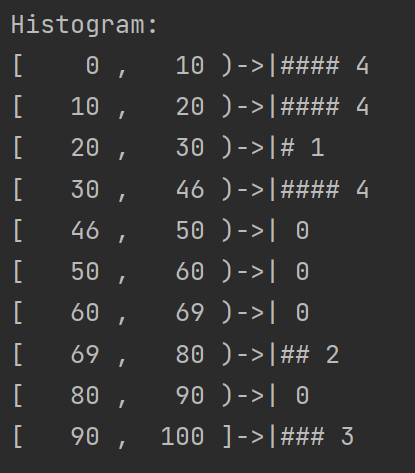 Histogram:
[    0 ,   10 )->|#### 4
[   10 ,   20 )->|#### 4
[   20 ,   30 )->|# 1
[   30 ,   46 )->|#### 4
[   46 ,   50 )->| 0
[   50 ,   60 )->| 0
[   60 ,   69 )->| 0
[   69 ,   80 )->|## 2
[   80 ,   90 )->| 0
[   90 ,  100 ]->|### 3